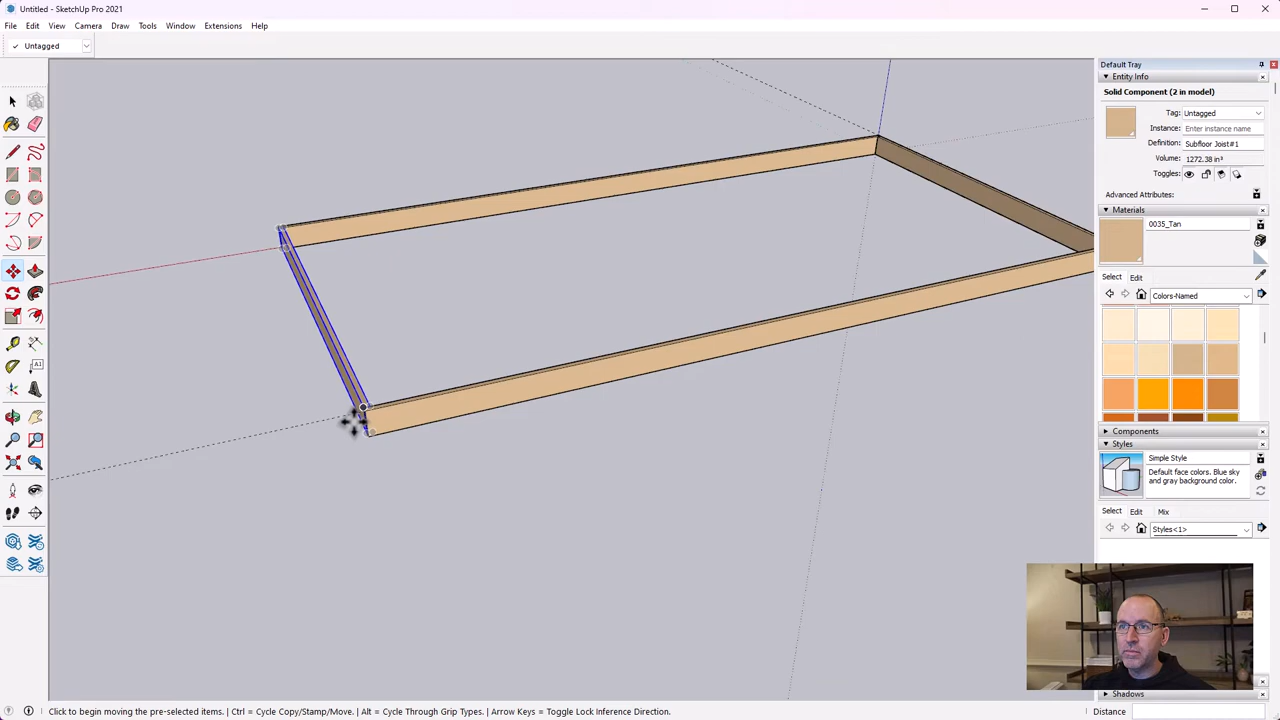 Untitled - SketchUp Pro 2021
File Edit View Camera Draw Tools Window Extensions Help
✓ Untagged
Default Tray
Entity Info
Solid Component (2 in model)
Tag: Untagged
Instance: Enter instance name
Definition: Subfloor Joist#1
Volume: 1272.38 in³
Toggles:
Advanced Attributes:
Materials
0035_Tan
Select Edit
Colors-Named
Components
Styles
Simple Style
Default face colors. Blue sky
and gray background color.
Select Edit Mix
Styles<1>
Shadows
Click to begin moving the pre-selected items. | Ctrl = Cycle Copy/Stamp/Move. | Alt = Cycle Through Grip Types. | Arrow Keys = Toggle Lock Inference Direction.
Distance